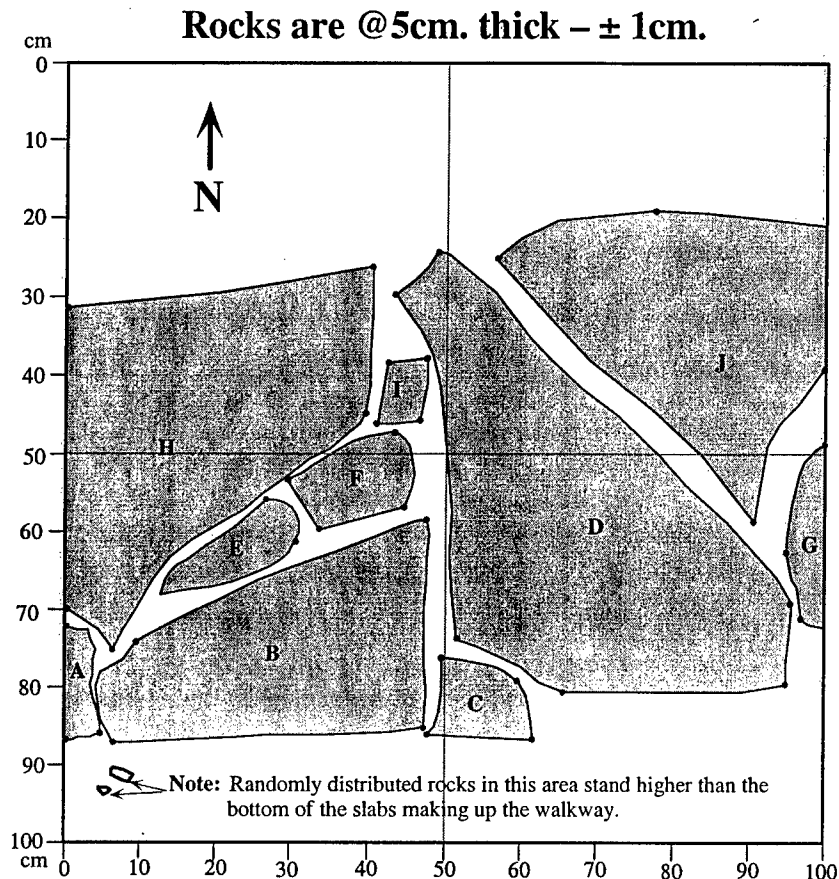 Rocks are @5cm. thick – ± 1cm.
cm
0
10
20
30
40
50
60
70
80
90
100
cm
N
J
I
H
F
D
E
G
B
A
C
Note: Randomly distributed rocks in this area stand higher than the
bottom of the slabs making up the walkway.
0 10 20 30 40 50 60 70 80 90 100